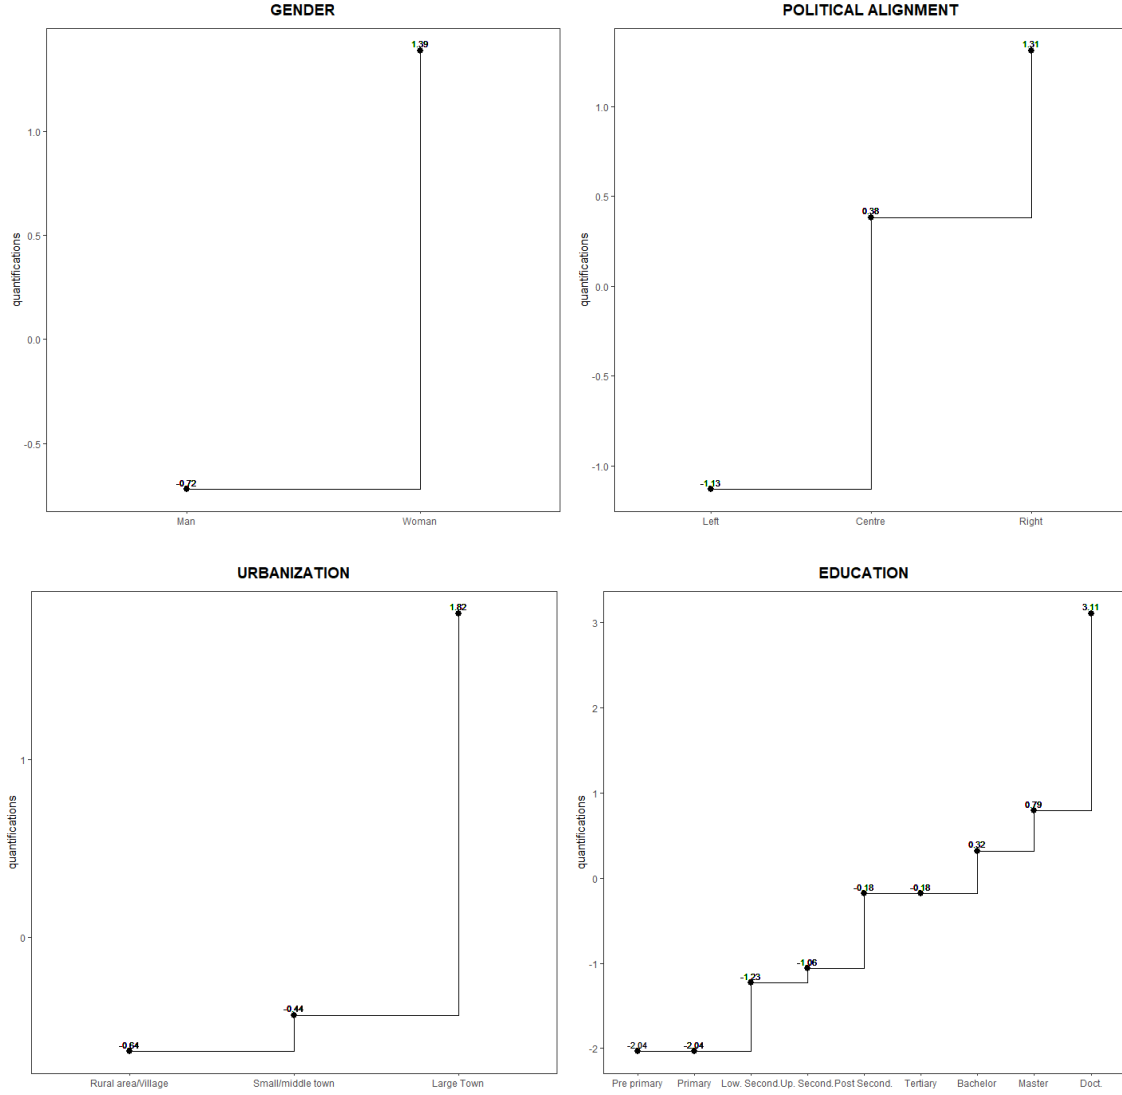 GENDER
quantifications
1.0
0.5
0.0
-0.5
1.39
-0.72
Man Woman
POLITICAL ALIGNMENT
quantifications
1.0
0.5
0.0
-0.5
-1.0
1.31
0.38
-1.13
Left Centre Right
URBANIZATION
quantifications
1
0
1.82
-0.44
-0.64
Rural area/Village Small/middle town Large Town
EDUCATION
quantifications
3
2
1
0
-1
-2
3.11
0.79
0.32
-0.18 -0.18
-1.06
-1.23
-2.04 -2.04
Pre primary Primary Low. Second. Up. Second. Post Second. Tertiary Bachelor Master Doct.